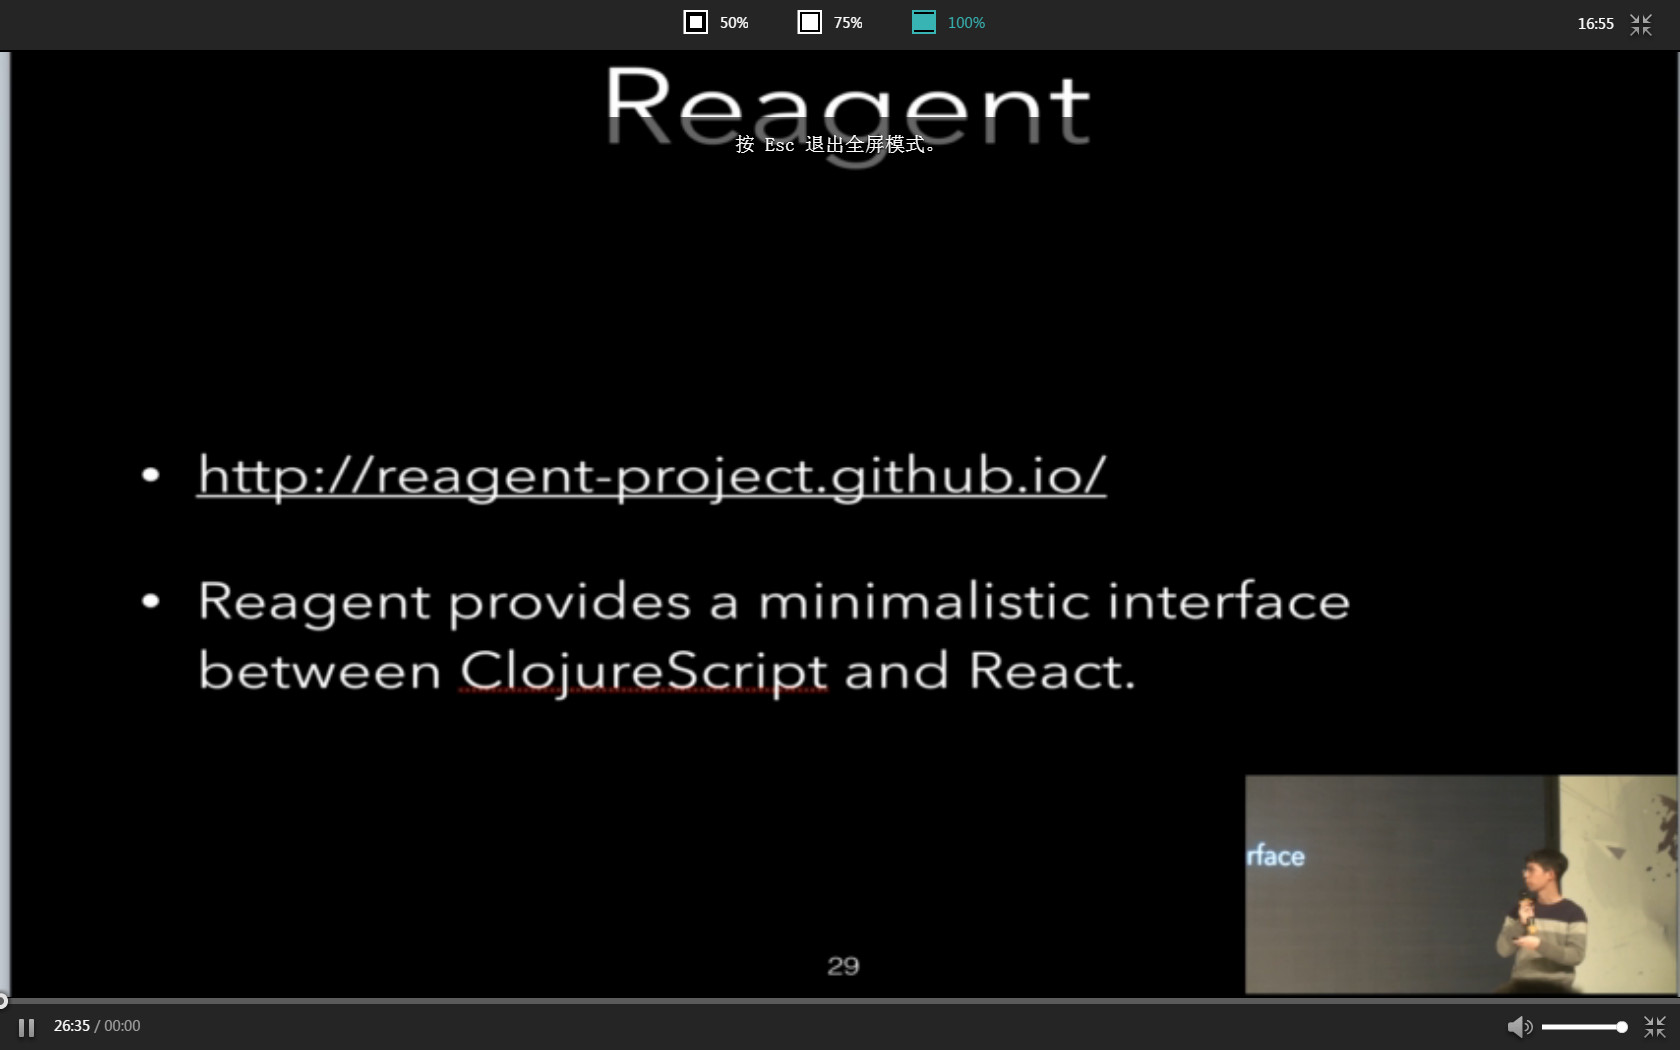 50% 75% 100% 16:55
Reagent
按 Esc 退出全屏模式。
• http://reagent-project.github.io/
• Reagent provides a minimalistic interface
between ClojureScript and React.
rface
29
26:35 / 00:00